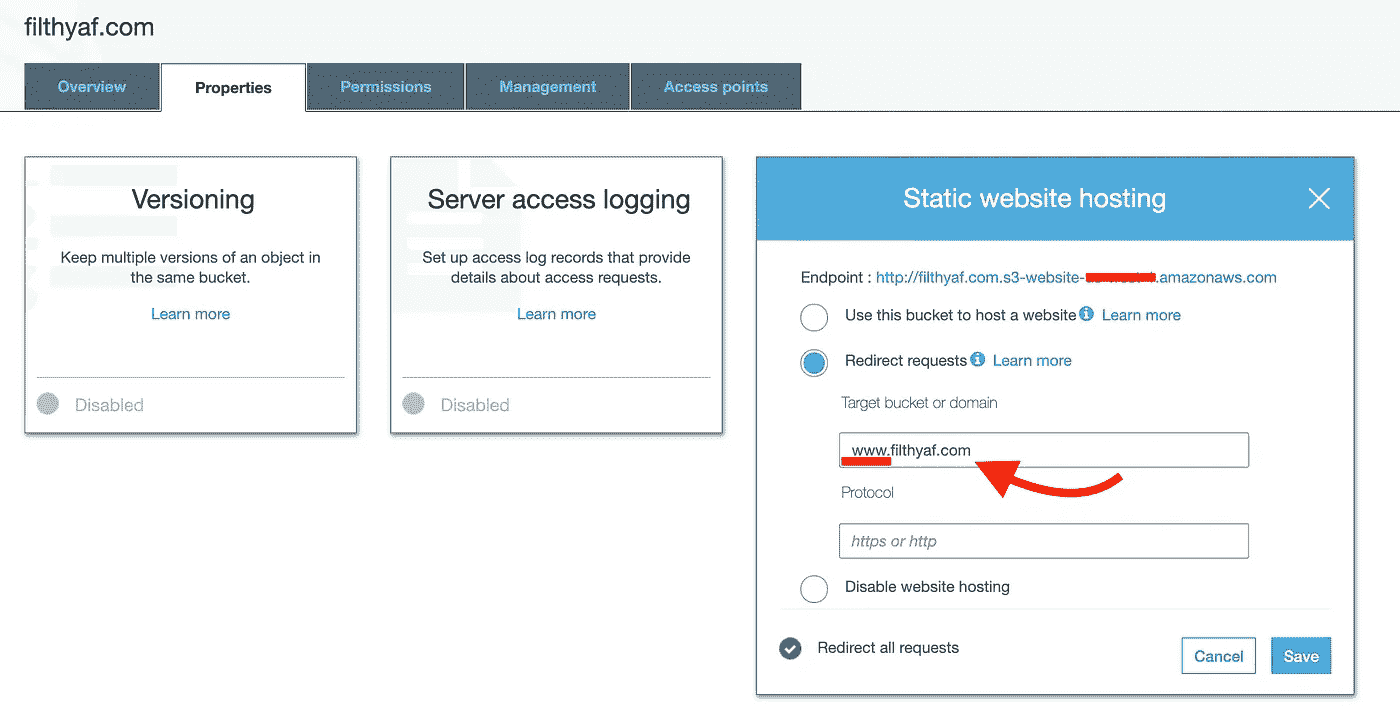 filthyaf.com
Overview
Properties
Permissions
Management
Access points
Versioning
Keep multiple versions of an object in
the same bucket.
Learn more
Disabled
Server access logging
Set up access log records that provide
details about access requests.
Learn more
Disabled
Static website hosting
Endpoint : http://filthyaf.com.s3-website- .amazonaws.com
Use this bucket to host a website Learn more
Redirect requests Learn more
Target bucket or domain
www.filthyaf.com
Protocol
https or http
Disable website hosting
Redirect all requests
Cancel
Save